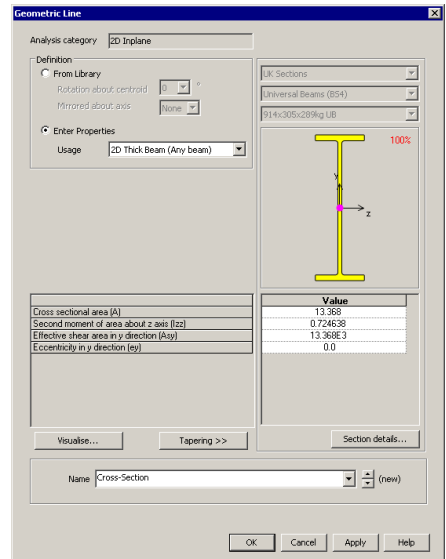 Geometric Line
Analysis category 2D Inplane
Definition
From Library
Rotation about centroid 0 °
Mirrored about axis None
Enter Properties
Usage 2D Thick Beam (Any beam)
UK Sections
Universal Beams (BS4)
914x305x289kg UB
100%
y
z
Value
Cross sectional area (A) 13.368
Second moment of area about z axis (Izz) 0.724638
Effective shear area in y direction (Asy) 13.368E3
Eccentricity in y direction (ey) 0.0
Visualise... Tapering >> Section details...
Name Cross-Section (new)
OK Cancel Apply Help